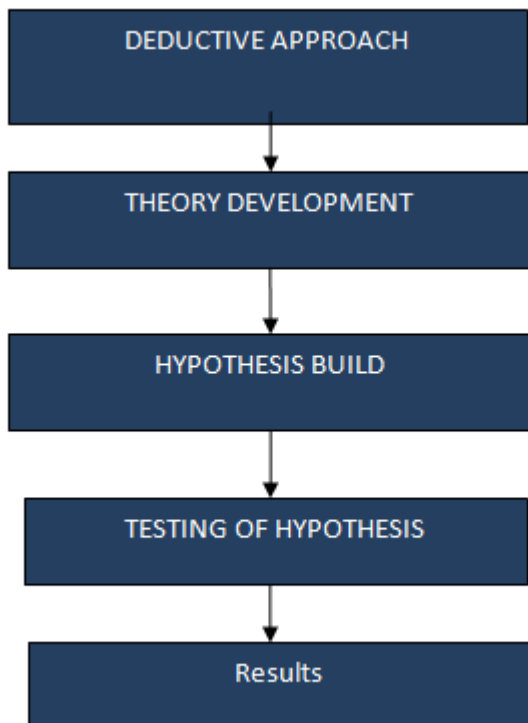 DEDUCTIVE APPROACH
THEORY DEVELOPMENT
HYPOTHESIS BUILD
TESTING OF HYPOTHESIS
Results